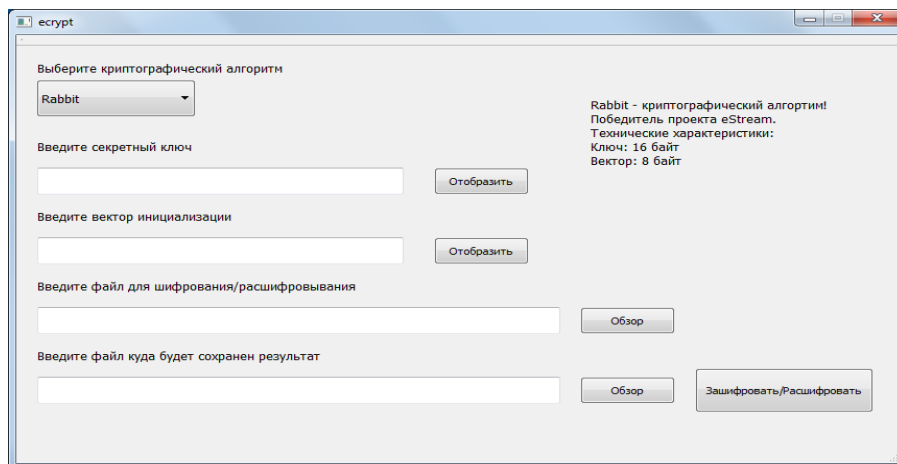 ecrypt
Выберите криптографический алгоритм
Rabbit
Rabbit - криптографический алгортим!
Победитель проекта eStream.
Технические характеристики:
Ключ: 16 байт
Вектор: 8 байт
Введите секретный ключ
Отобразить
Введите вектор инициализации
Отобразить
Введите файл для шифрования/расшифровывания
Обзор
Введите файл куда будет сохранен результат
Обзор
Зашифровать/Расшифровать